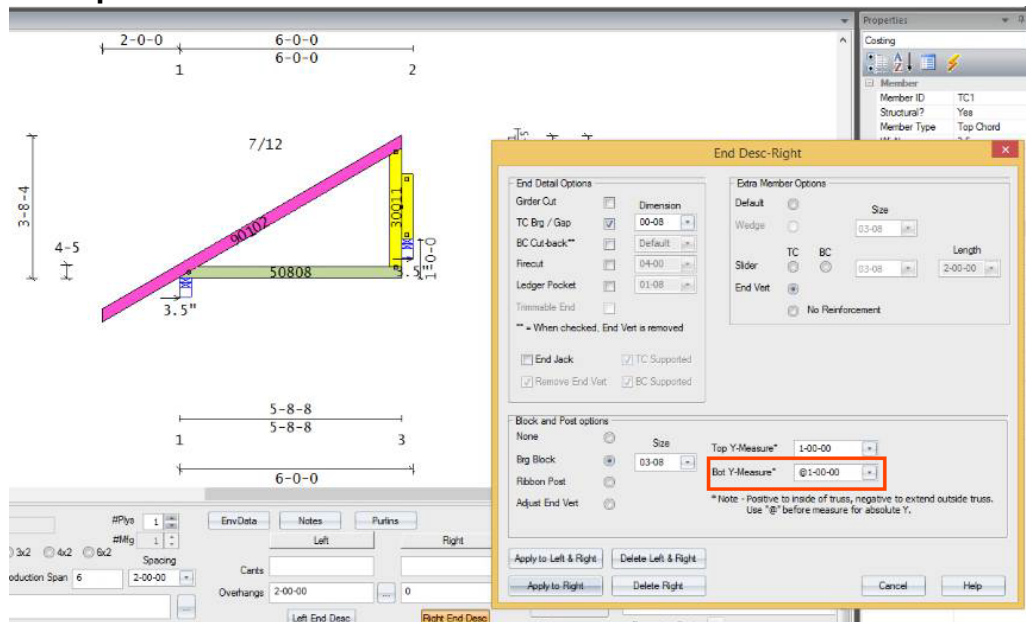 Properties
2-0-0 6-0-0
6-0-0
1 2
Costing
Member
Member ID TC1
Structural? Yes
Member Type Top Chord
7/12
3-8-4
4-5
90102
30011
50808
3.5"
1-0-0
3.5"
5-8-8
5-8-8
1 3
6-0-0
End Desc-Right
End Detail Options
Girder Cut Dimension
TC Brg / Gap 00-08
BC Cut-back** Default
Firecut 04-00
Ledger Pocket 01-08
Trimmable End
** = When checked, End Vert is removed
End Jack TC Supported
Remove End Vert BC Supported
Extra Member Options
Default Size
Wedge 03-08
TC BC Length
Slider 03-08 2-00-00
End Vert
No Reinforcement
Block and Post options
None Size
Brg Block 03-08
Ribbon Post
Adjust End Vert
Top Y-Measure* 1-00-00
Bot Y-Measure* @1-00-00
*Note - Positive to inside of truss, negative to extend outside truss.
Use "@" before measure for absolute Y.
Apply to Left & Right Delete Left & Right
Apply to Right Delete Right Cancel Help
#Plys 1 EnvData Notes Purlins
#Mfg 1 Left Right
3x2 4x2 6x2
Spacing
oduction Span 6 2-00-00
Cants
Overhangs 2-00-00 ... 0
Left End Desc Right End Desc